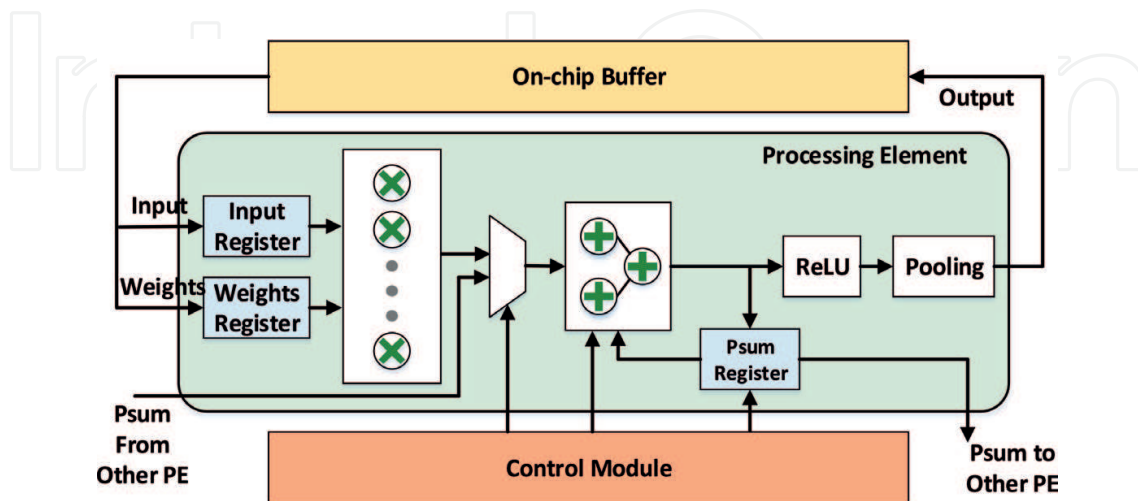 On-chip Buffer
Output
Processing Element
Input
Input
Register
Weights
Weights
Register
ReLU
Pooling
Psum
Register
Psum
From
Other PE
Control Module
Psum to
Other PE